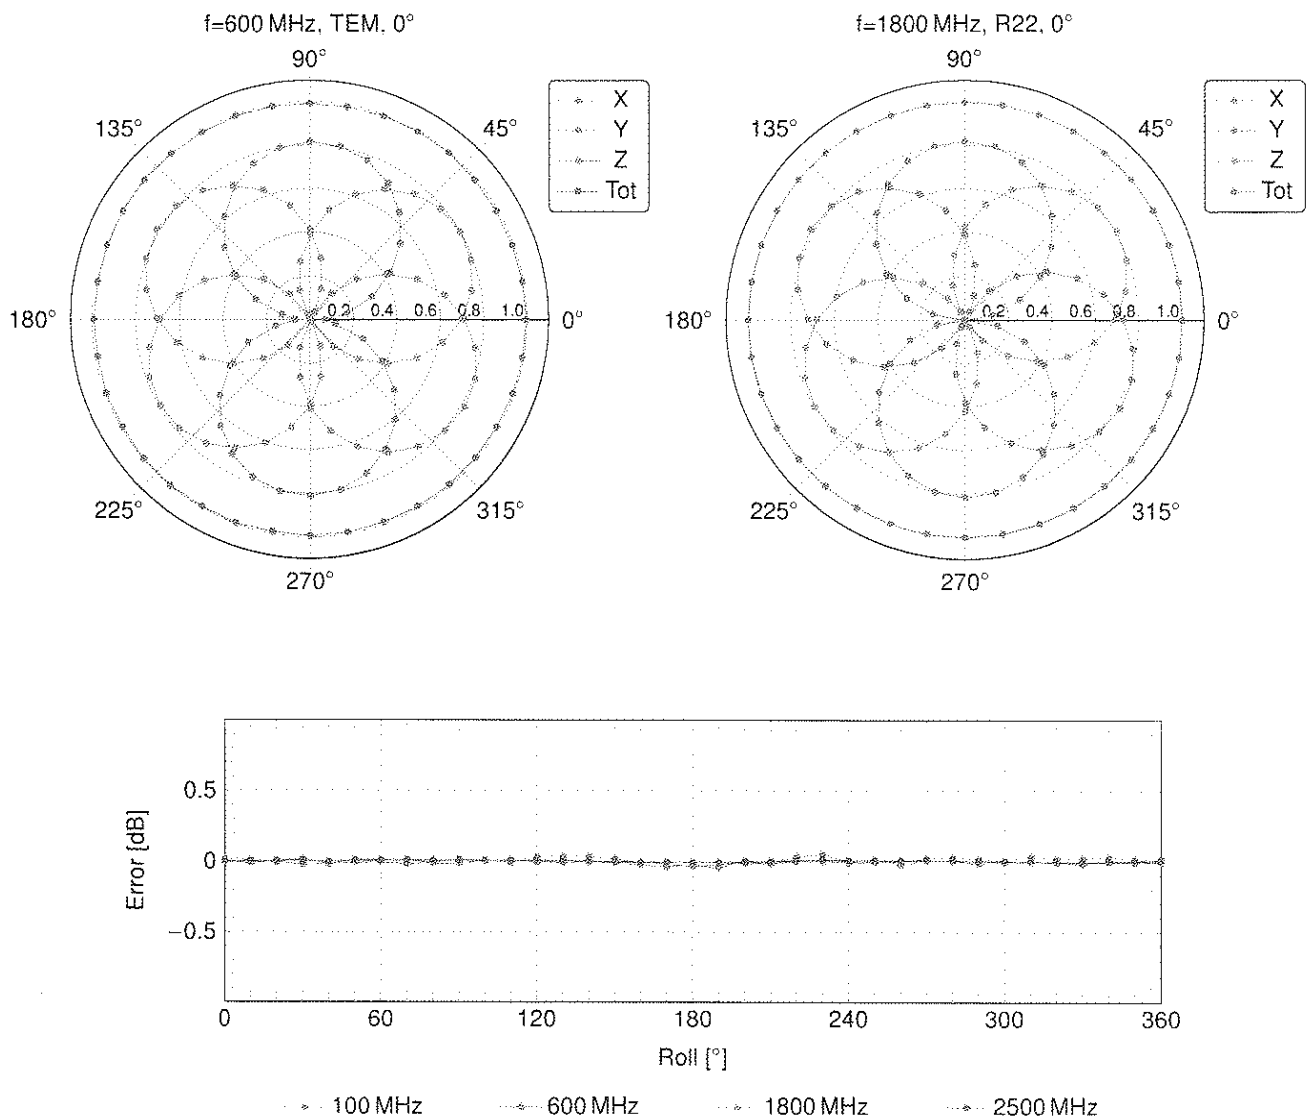 f=600 MHz, TEM, 0°
f=1800 MHz, R22, 0°
90°
135°
45°
180°
0.2 0.4 0.6 0.8 1.0
0°
225°
315°
270°
X
Y
Z
Tot
90°
135°
45°
180°
0.2 0.4 0.6 0.8 1.0
0°
225°
315°
270°
X
Y
Z
Tot
Error [dB]
0.5
0
−0.5
0 60 120 180 240 300 360
Roll [°]
100 MHz 600 MHz 1800 MHz 2500 MHz